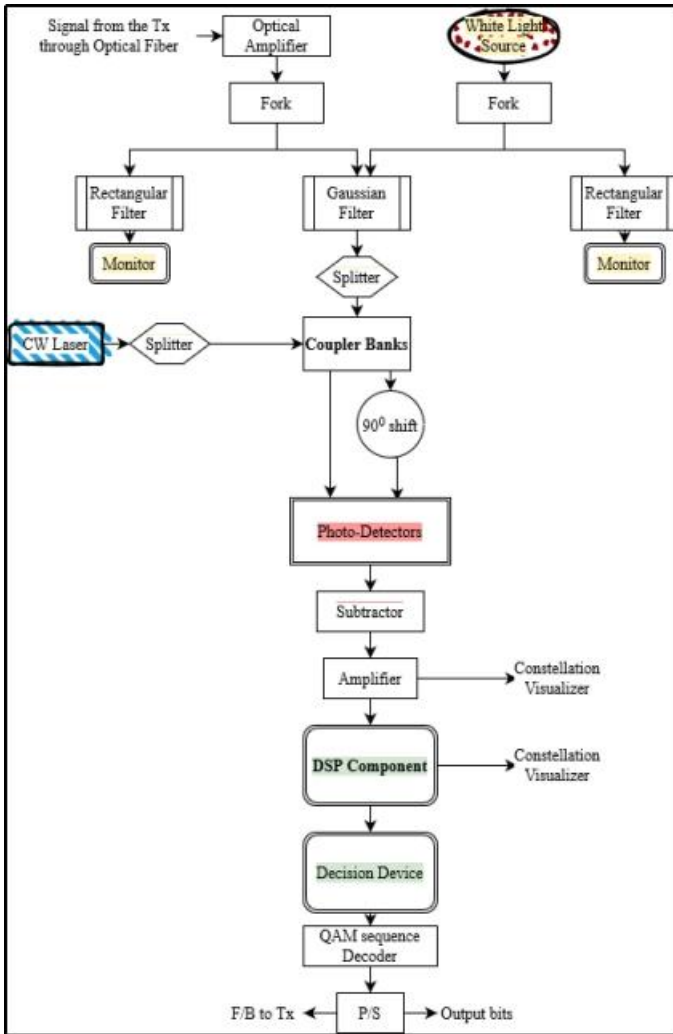 Signal from the Tx
through Optical Fiber
Optical
Amplifier
White Light
Source
Fork
Fork
Rectangular
Filter
Gaussian
Filter
Rectangular
Filter
Monitor
Monitor
Splitter
CW Laser
Splitter
Coupler Banks
90⁰ shift
Photo-Detectors
Subtractor
Amplifier
Constellation
Visualizer
DSP Component
Constellation
Visualizer
Decision Device
QAM sequence
Decoder
F/B to Tx
P/S
Output bits